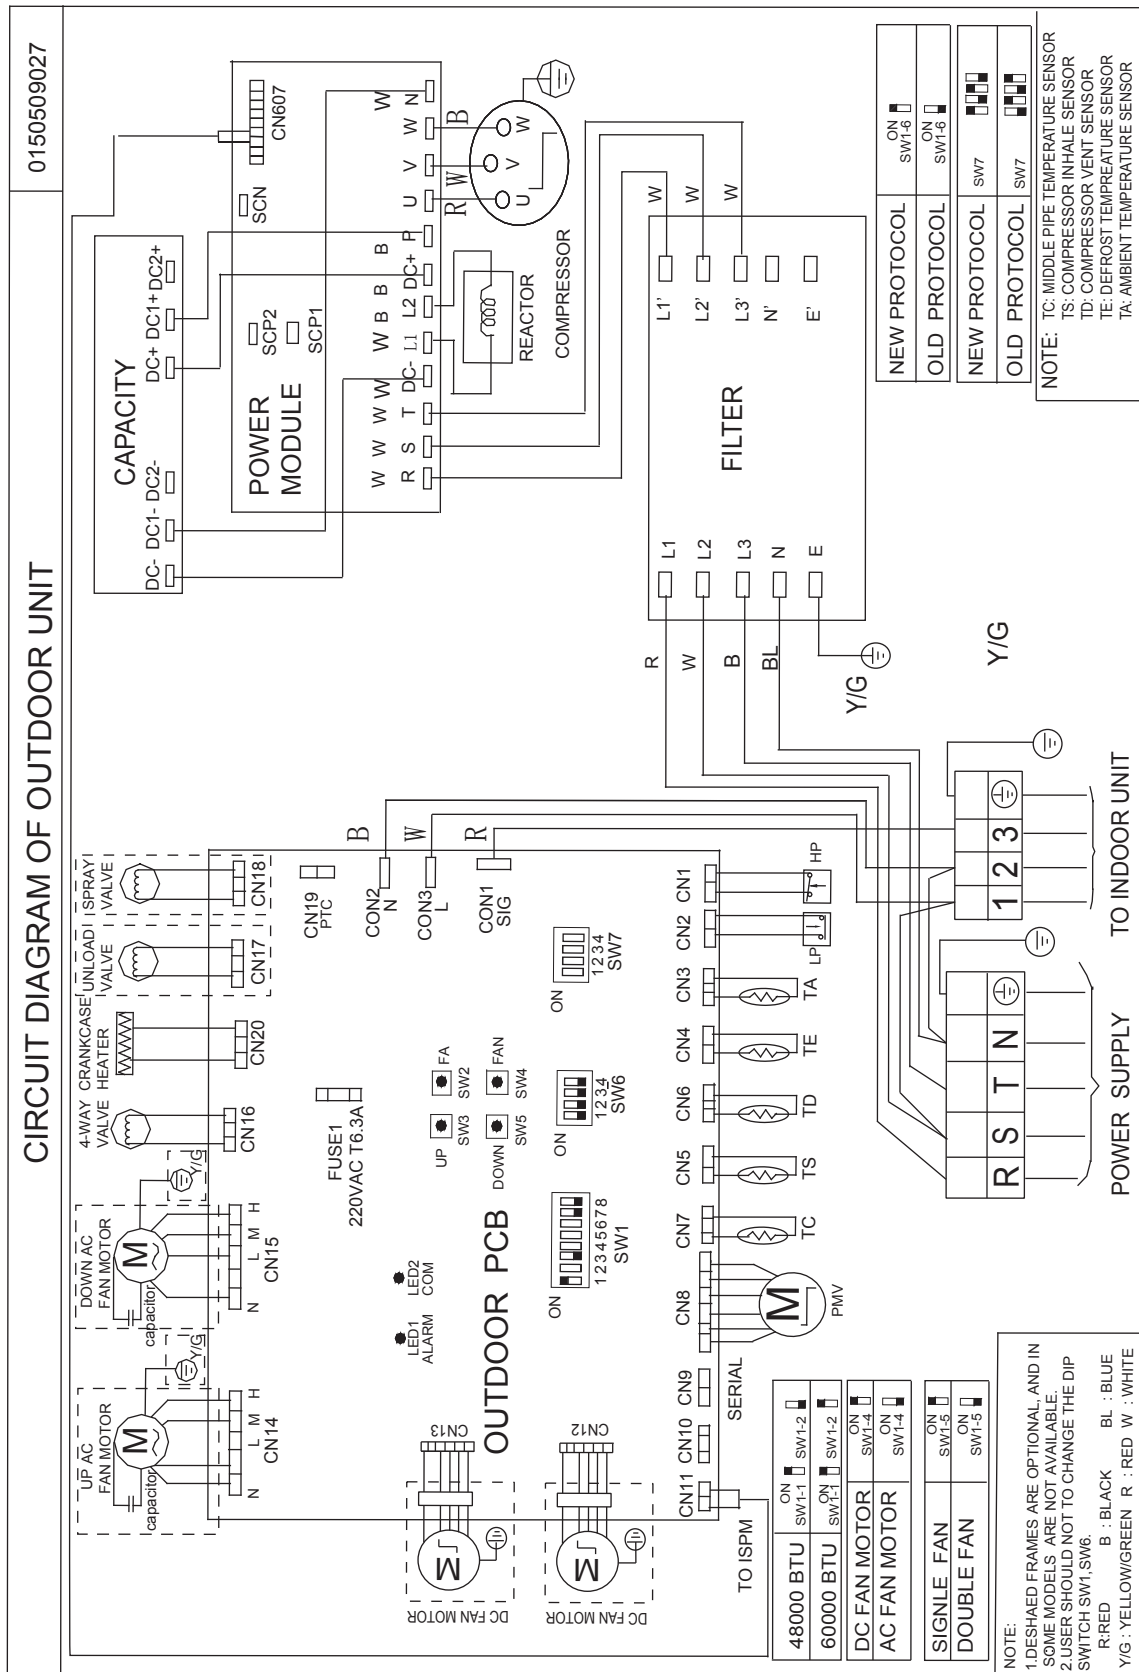 CIRCUIT DIAGRAM OF OUTDOOR UNIT
0150509027
UP AC
FAN MOTOR
capacitor
M
Y/G
N L M H
CN14
DOWN AC
FAN MOTOR
capacitor
M
Y/G
N L M H
CN15
4-WAY
VALVE
CN16
CRANKCASE
HEATER
CN20
UNLOAD
VALVE
CN17
SPRAY
VALVE
CN18
CAPACITY
DC- DC1- DC2- DC+ DC1+ DC2+
POWER
MODULE
SCP2
SCP1
SCN
CN607
W W W W W B B B W
R S T DC- L1 L2 DC+ P U V W N
R W B
U V W
REACTOR
COMPRESSOR
CN19
PTC
CON2
N
CON3
L
CON1
SIG
B
W
R
FUSE1
220VAC T6.3A
LED1
ALARM
LED2
COM
UP
SW3
FA
SW2
DOWN
SW5
FAN
SW4
OUTDOOR PCB
ON
12345678
SW1
ON
1234
SW6
ON
1234
SW7
CN13
CN12
M
DC FAN MOTOR
M
DC FAN MOTOR
CN11
CN10
CN9
CN8
CN7
CN5
CN6
CN4
CN3
CN2
CN1
TO ISPM
SERIAL
M
PMV
TC
TS
TD
TE
TA
LP
HP
FILTER
L1 L2 L3 N E
L1' L2' L3' N' E'
W W W
R W B BL Y/G
Y/G
R S T N
POWER SUPPLY
1 2 3
TO INDOOR UNIT
48000 BTU ON SW1-1 SW1-2
60000 BTU ON SW1-1 SW1-2
DC FAN MOTOR ON SW1-4
AC FAN MOTOR ON SW1-4
SIGNLE FAN ON SW1-5
DOUBLE FAN ON SW1-5
NEW PROTOCOL ON SW1-6
OLD PROTOCOL ON SW1-6
NEW PROTOCOL SW7
OLD PROTOCOL SW7
NOTE:
1.DESHAED FRAMES ARE OPTIONAL, AND IN
SOME MODELS ARE NOT AVAILABLE.
2.USER SHOULD NOT TO CHANGE THE DIP
SWITCH SW1,SW6.
R:RED B : BLACK BL : BLUE
Y/G : YELLOW/GREEN R : RED W : WHITE
NOTE: TC: MIDDLE PIPE TEMPERATURE SENSOR
TS: COMPRESSOR INHALE SENSOR
TD: COMPRESSOR VENT SENSOR
TE: DEFROST TEMPREATURE SENSOR
TA: AMBIENT TEMPERATURE SENSOR